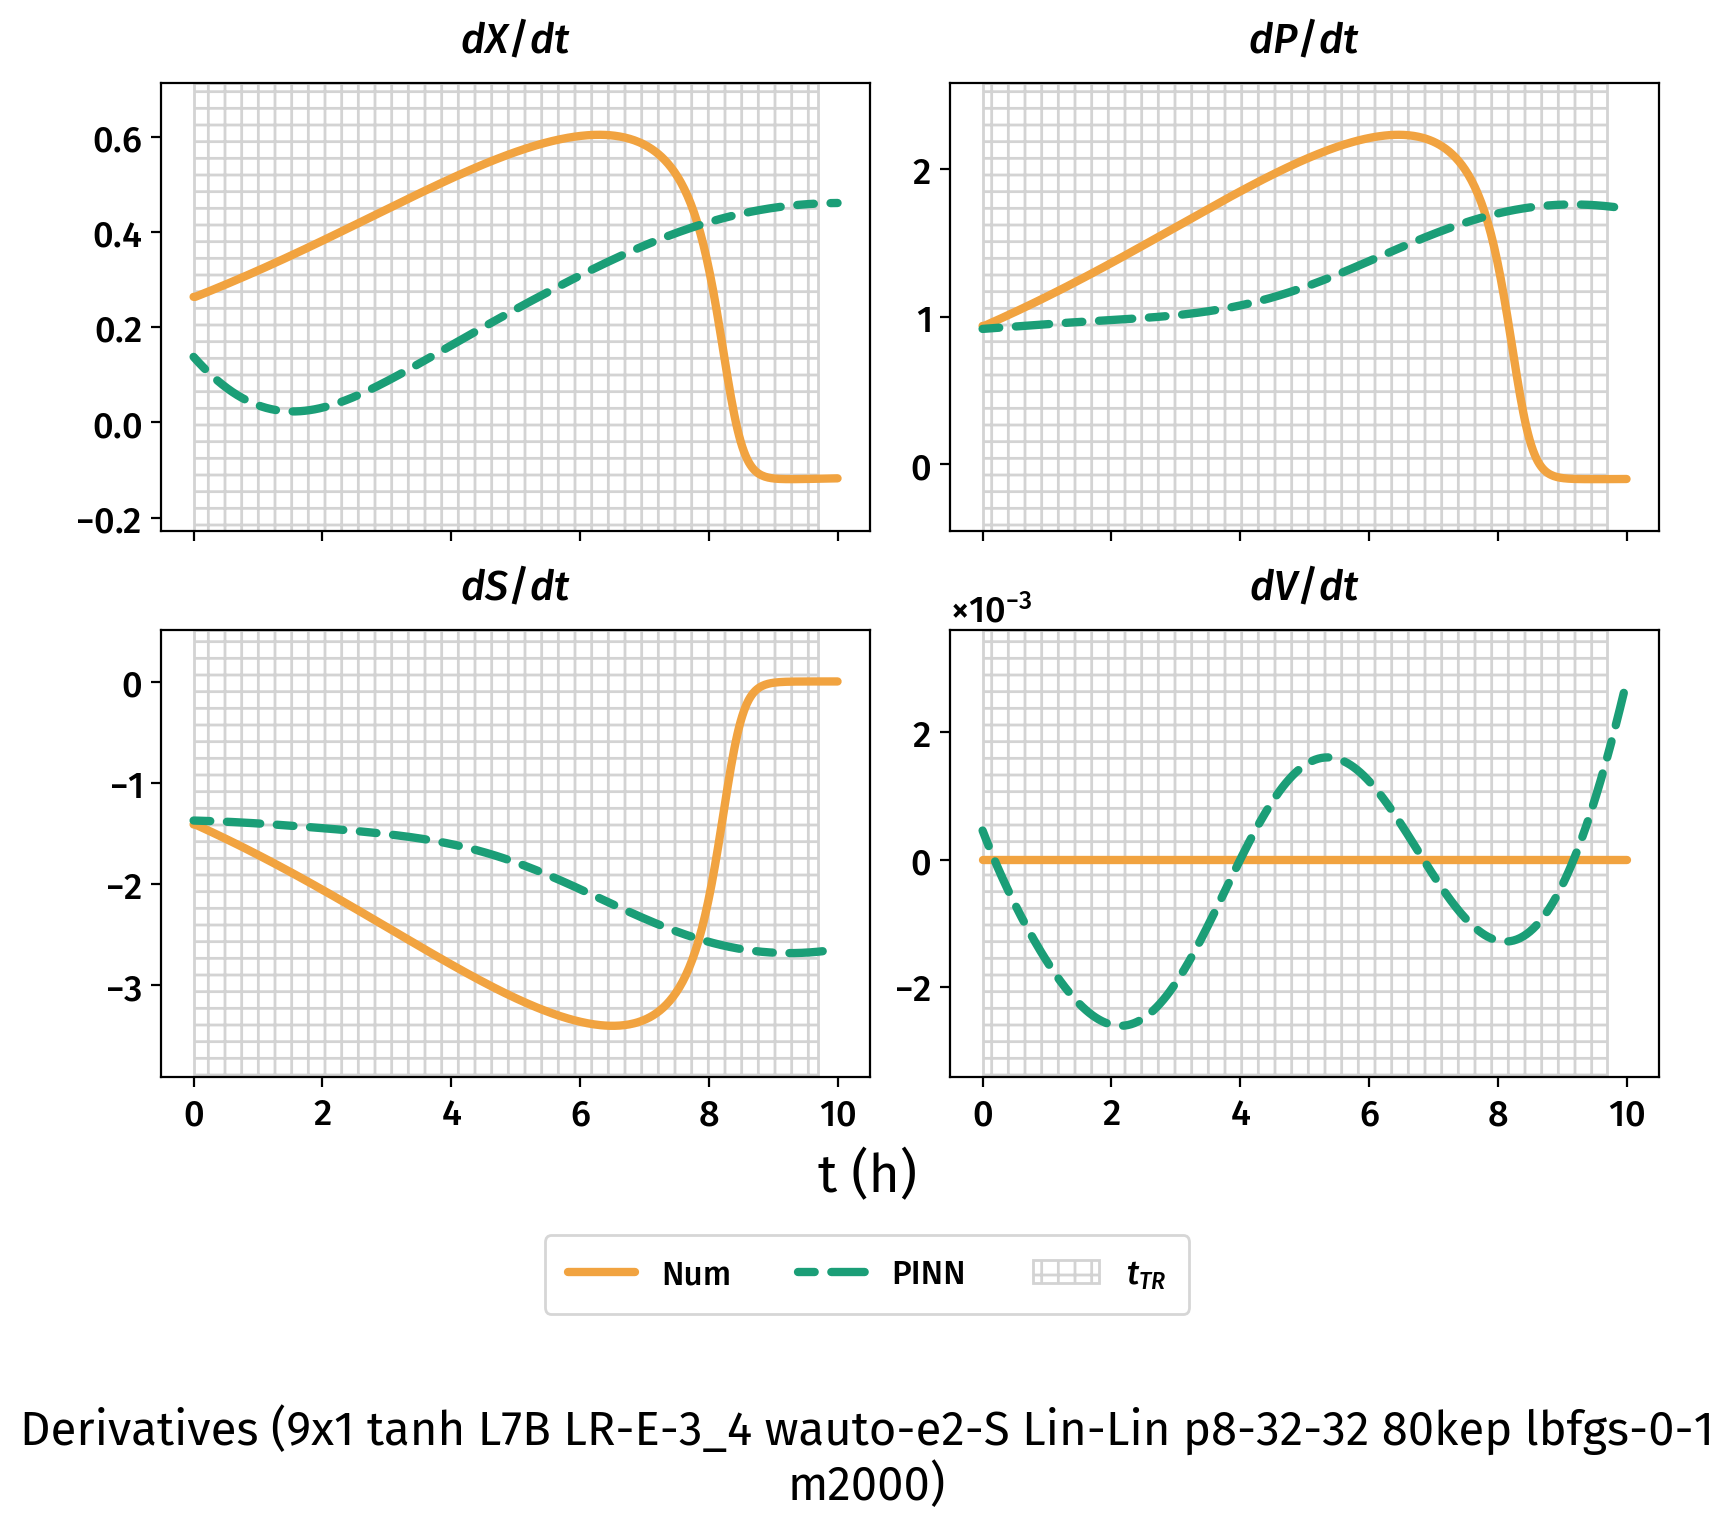 dX/dt
dP/dt
0.6
0.4
0.2
0.0
−0.2
2
1
0
dS/dt
dV/dt
×10⁻³
0
−1
−2
−3
2
0
−2
0 2 4 6 8 10
0 2 4 6 8 10
t (h)
Num PINN t_TR
Derivatives (9x1 tanh L7B LR-E-3_4 wauto-e2-S Lin-Lin p8-32-32 80kep lbfgs-0-1
m2000)